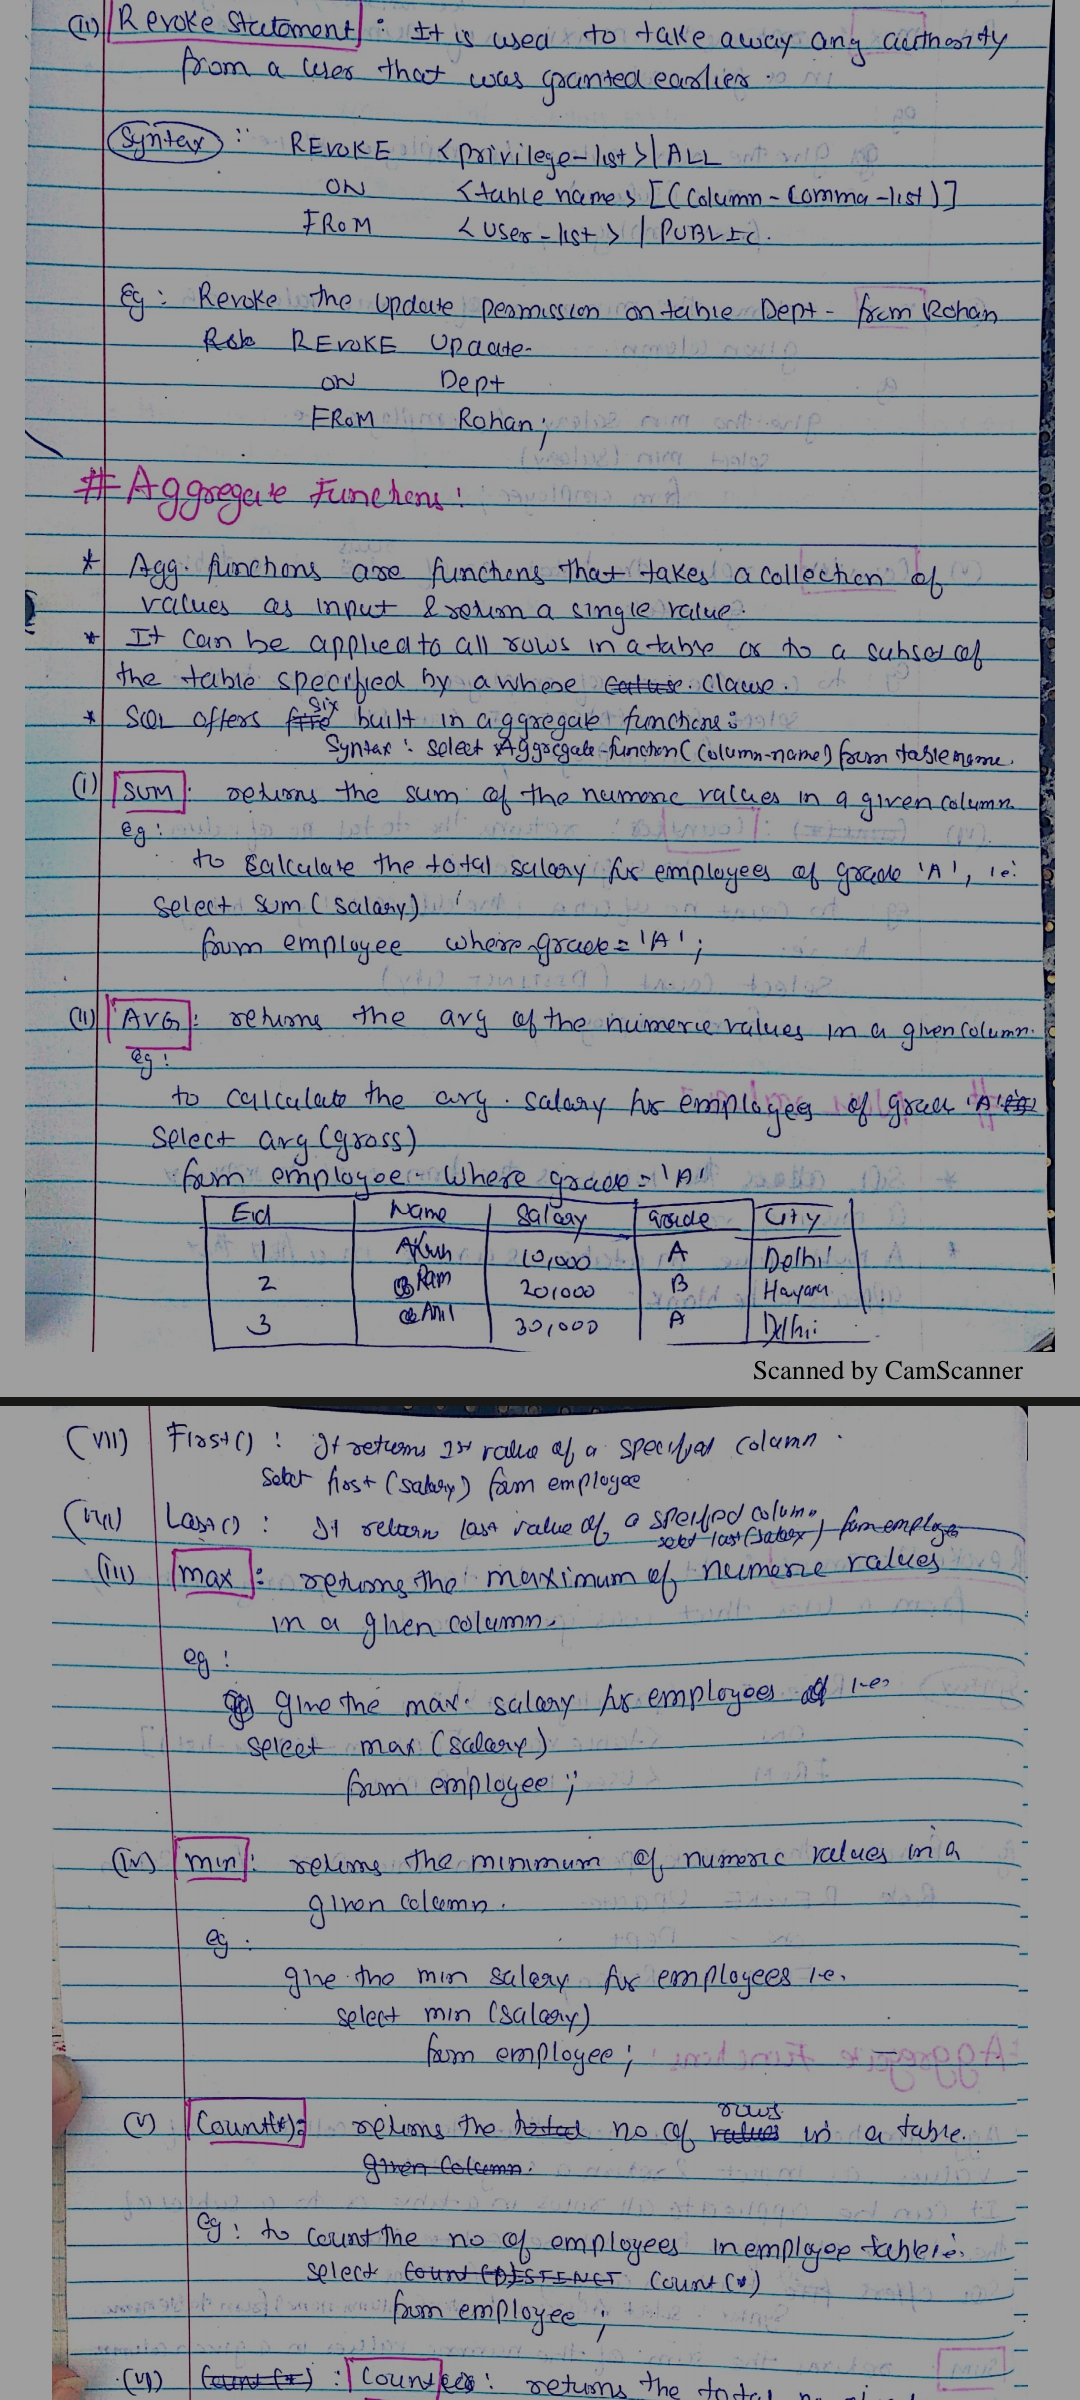 (ii) Revoke Statement : It is used to take away any authority
from a user that was granted earlier.
Syntax :: REVOKE <privilege-list>|ALL
ON <table name> [(Column-Comma-list)]
FROM <user-list> | PUBLIC.
Eg : Revoke the update permission on table Dept - from Rohan
REVOKE Update
ON Dept
FROM Rohan;
# Aggregate Functions :
* Agg. functions are functions that takes a collection of
values as input & return a single value.
* It can be applied to all rows in a table or to a subset of
the table specified by a where clause.
* SQL offers six built in aggregate functions :
Syntax : select Aggregate-function(Column-name) from tablename.
(i) SUM : returns the sum of the numeric values in a given column
eg :
to calculate the total salary for employees of grade 'A', i.e.
select sum (salary)
from employee where grade = 'A' ;
(ii) AVG : returns the avg of the numeric values in a given column.
eg :
to calculate the avg. salary for employees of grade 'A'
select avg (gross)
from employee where grade = 'A'
Eid Name Salary Grade City
1 10,000 A Delhi
2 Ram 20,000 B
3 Anil 30,000 A Delhi
Scanned by CamScanner
(vii) First() : It returns 1st value of a specified column.
select first (salary) from employee
(viii) Last() : It return last value of a specified column,
select last(salary) from employee
(iii) max : returns the maximum of numeric values
in a given column.
eg :
give the max. salary for employees i.e.
select max (salary)
from employee ;
(iv) min : returns the minimum of numeric values in a
given column.
eg :
give the min salary for employees i.e.
select min (salary)
from employee ;
(v) Count(*): returns the total no of rows in a table.
given column.
Eg : to count the no of employees in employee table i.e.
select Count (DISTINCT Count (*)
from employee ;
(vi) Count (*) : Count : returns the total no